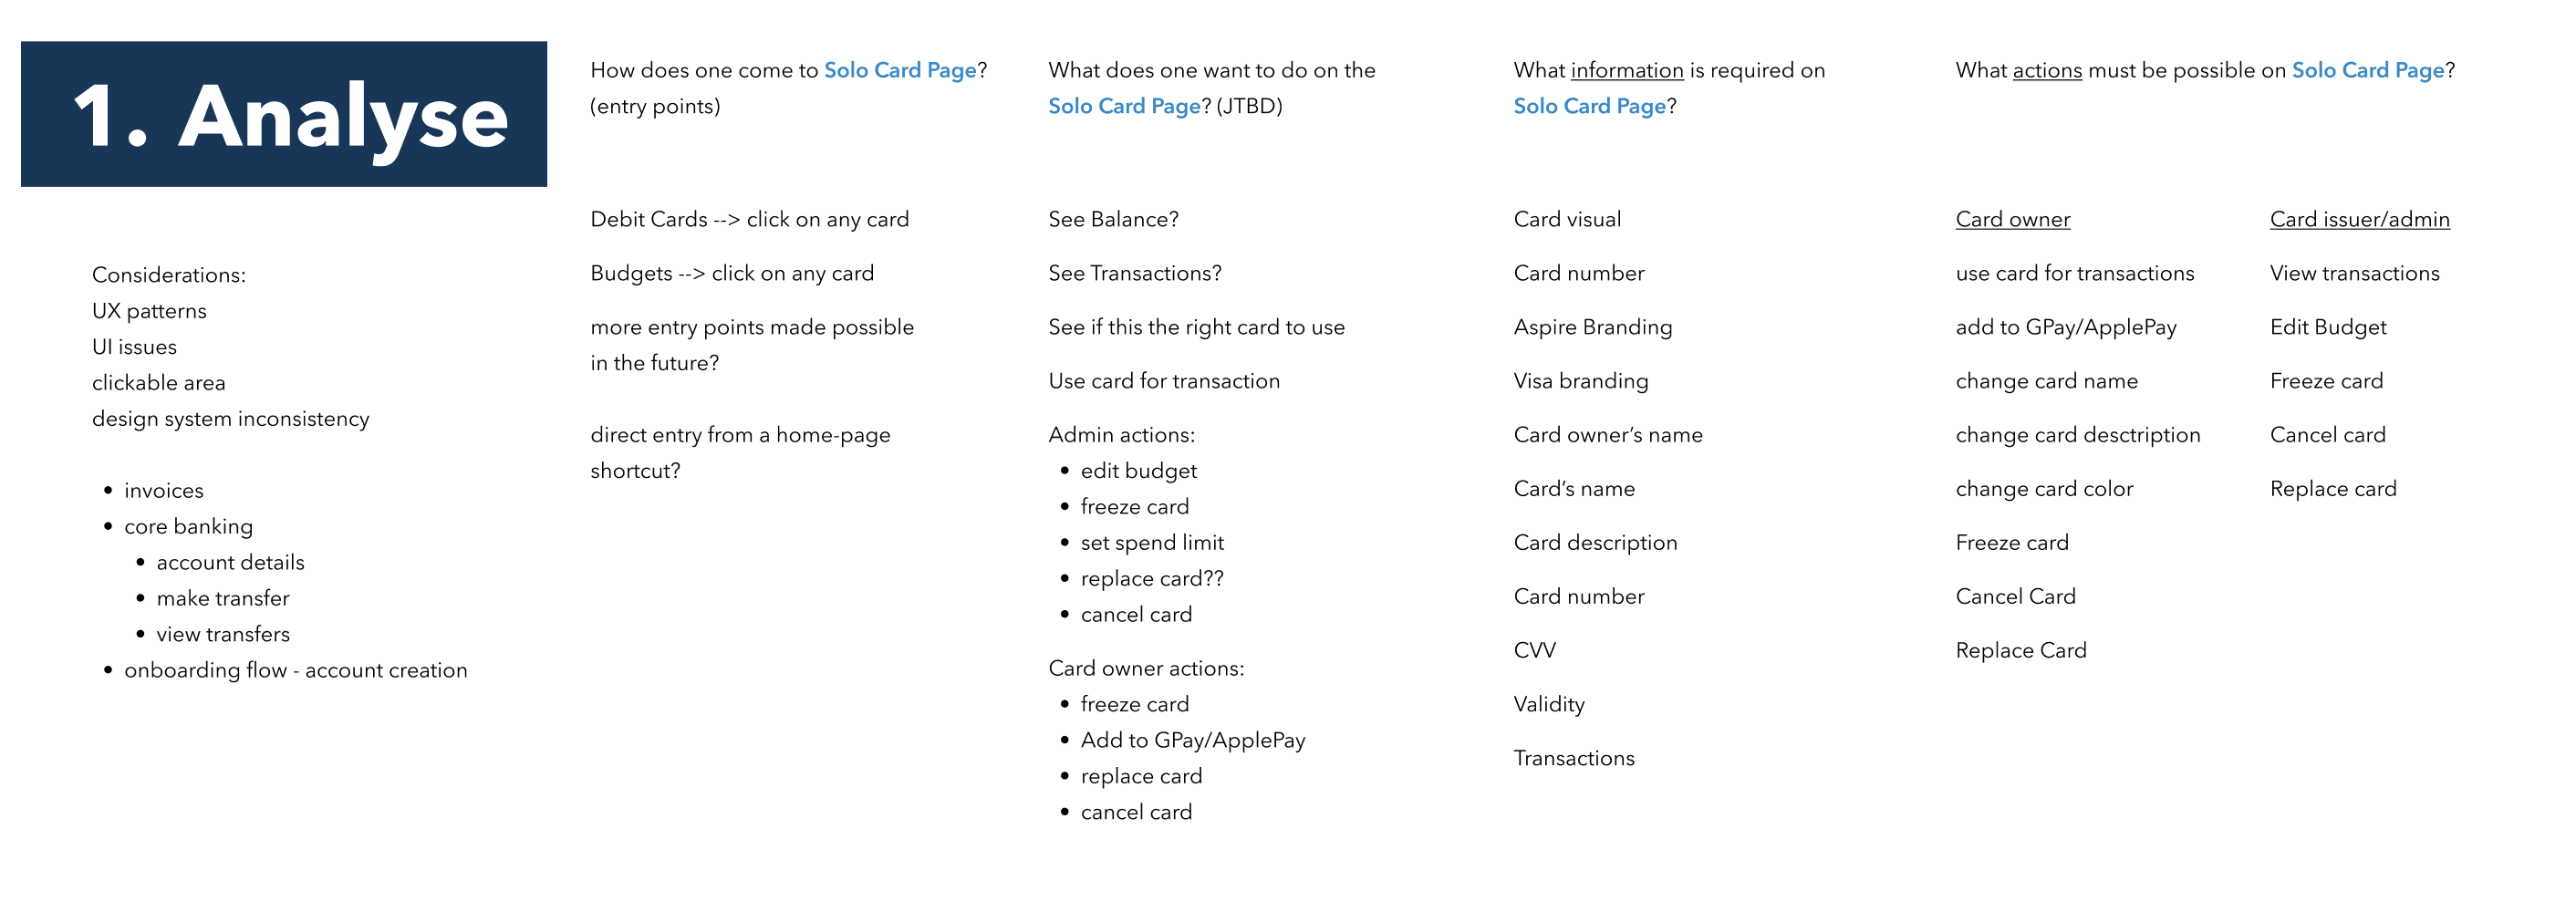 1. Analyse
Considerations:
UX patterns
UI issues
clickable area
design system inconsistency
• invoices
• core banking
• account details
• make transfer
• view transfers
• onboarding flow - account creation
How does one come to Solo Card Page?
(entry points)
Debit Cards --> click on any card
Budgets --> click on any card
more entry points made possible
in the future?
direct entry from a home-page
shortcut?
What does one want to do on the
Solo Card Page? (JTBD)
See Balance?
See Transactions?
See if this the right card to use
Use card for transaction
Admin actions:
• edit budget
• freeze card
• set spend limit
• replace card??
• cancel card
Card owner actions:
• freeze card
• Add to GPay/ApplePay
• replace card
• cancel card
What information is required on
Solo Card Page?
Card visual
Card number
Aspire Branding
Visa branding
Card owner’s name
Card’s name
Card description
Card number
CVV
Validity
Transactions
What actions must be possible on Solo Card Page?
Card owner
use card for transactions
add to GPay/ApplePay
change card name
change card desctription
change card color
Freeze card
Cancel Card
Replace Card
Card issuer/admin
View transactions
Edit Budget
Freeze card
Cancel card
Replace card